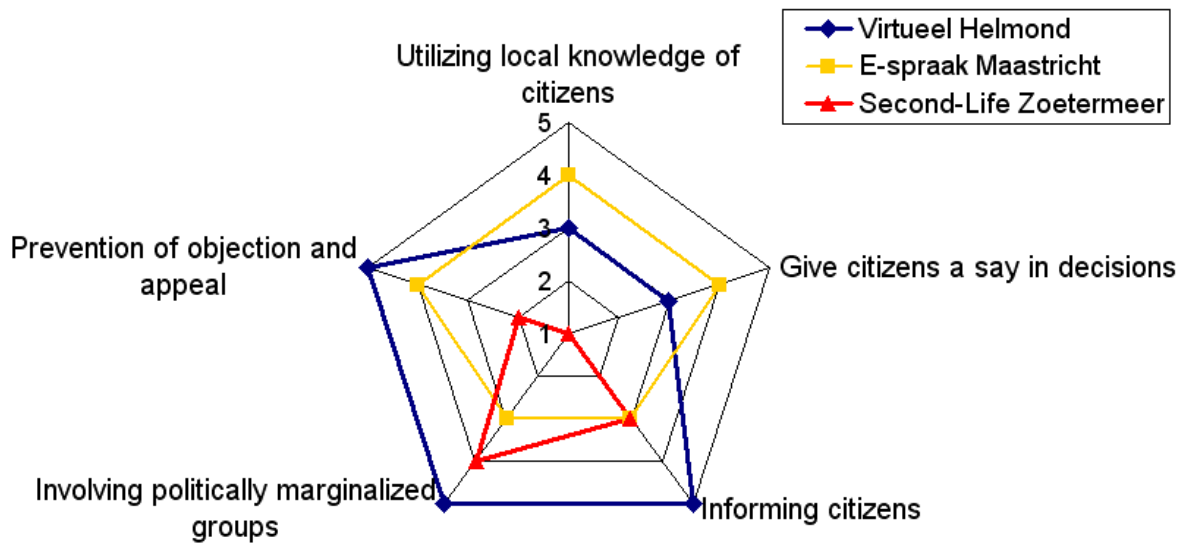 Virtueel Helmond
E-spraak Maastricht
Second-Life Zoetermeer
Utilizing local knowledge of
citizens
5
4
3
2
1
Prevention of objection and
appeal
Give citizens a say in decisions
Involving politically marginalized
groups
Informing citizens